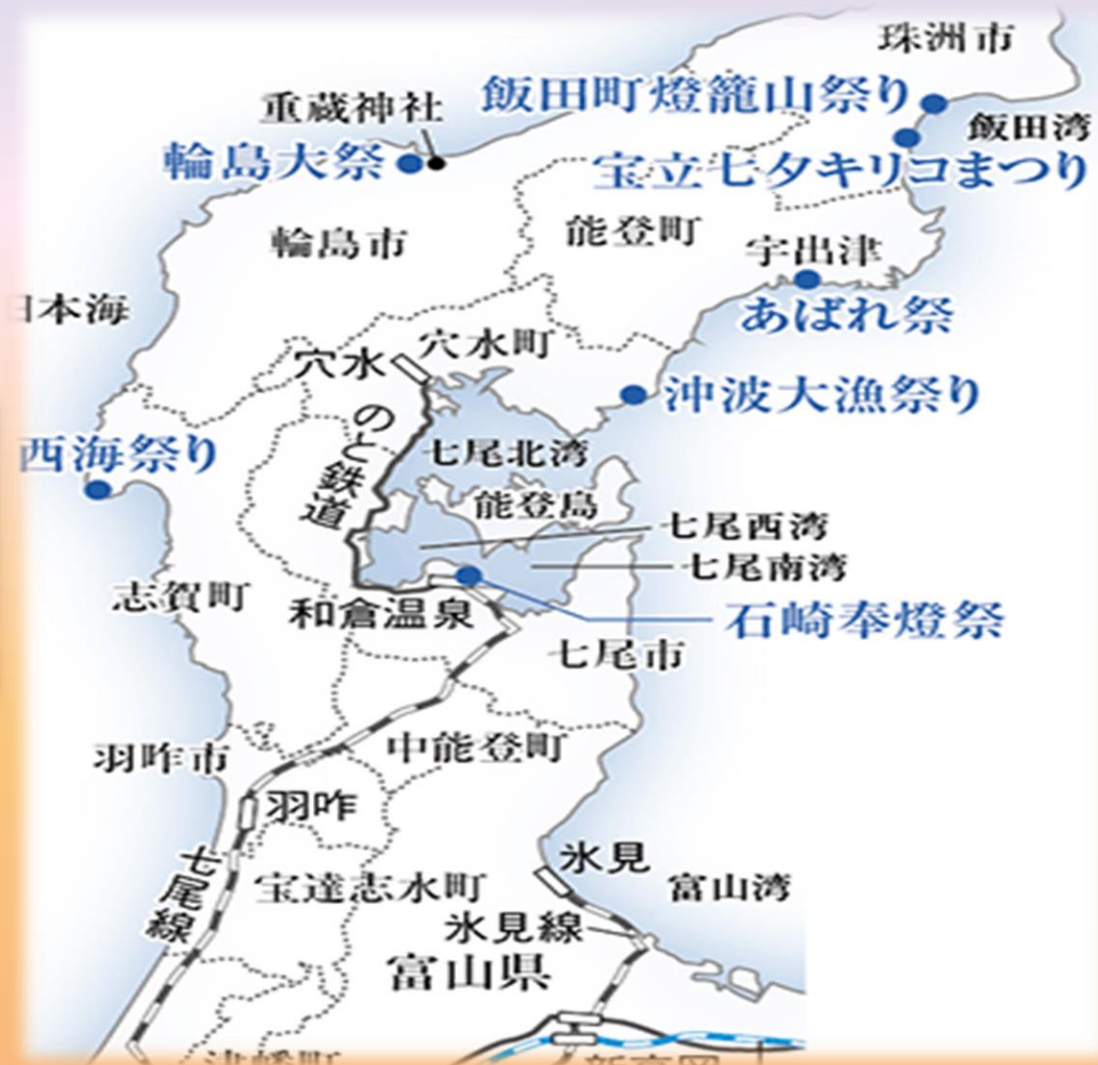 珠洲市
飯田町燈籠山祭り
重蔵神社
飯田湾
輪島大祭
宝立七夕キリコまつり
能登町
輪島市
宇出津
日本海
あばれ祭
穴水町
穴水
沖波大漁祭り
のと鉄道
西海祭り
七尾北湾
能登島
七尾西湾
七尾南湾
志賀町
和倉温泉
石崎奉燈祭
七尾市
中能登町
羽咋市
羽咋
氷見
七尾線
宝達志水町
富山湾
氷見線
富山県
津幡町
新高岡